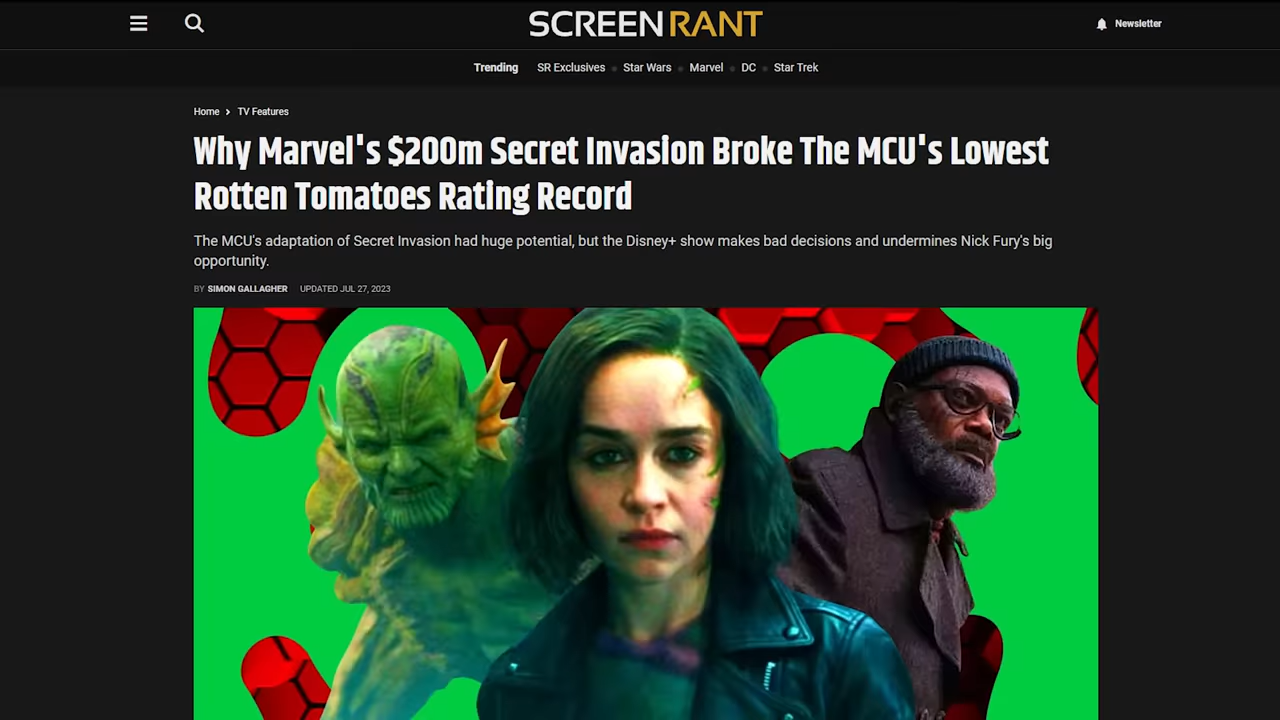 SCREENRANT
Newsletter
Trending SR Exclusives Star Wars Marvel DC Star Trek
Home > TV Features
Why Marvel's $200m Secret Invasion Broke The MCU's Lowest
Rotten Tomatoes Rating Record
The MCU's adaptation of Secret Invasion had huge potential, but the Disney+ show makes bad decisions and undermines Nick Fury's big
opportunity.
BY SIMON GALLAGHER UPDATED JUL 27, 2023